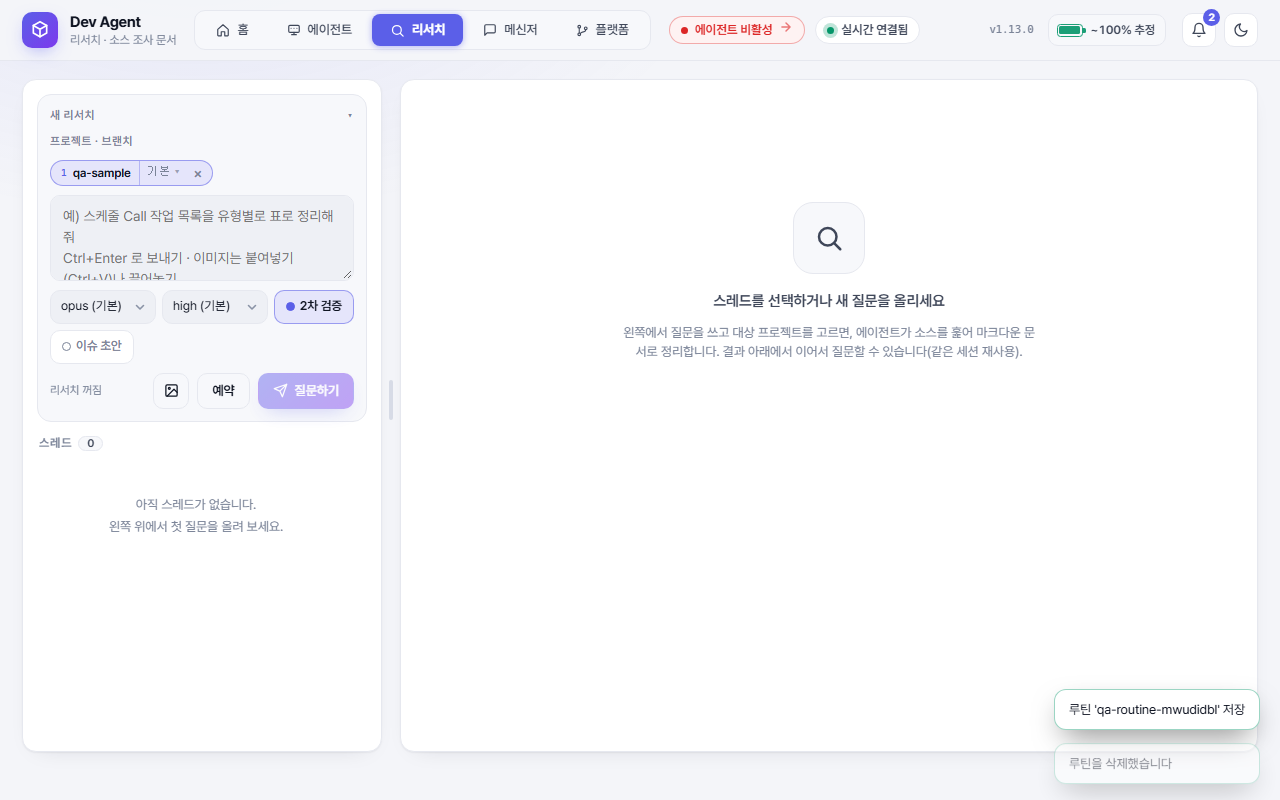 Dev Agent
리서치 · 소스 조사 문서
홈
에이전트
리서치
메신저
플랫폼
에이전트 비활성
실시간 연결됨
v1.13.0
~100% 추정
2
새 리서치
프로젝트 · 브랜치
1 qa-sample 기본
예) 스케줄 Call 작업 목록을 유형별로 표로 정리해
줘
Ctrl+Enter 로 보내기 · 이미지는 붙여넣기
(Ctrl+V)나 끌어놓기
opus (기본)
high (기본)
2차 검증
이슈 초안
리서치 꺼짐
예약
질문하기
스레드 0
아직 스레드가 없습니다.
왼쪽 위에서 첫 질문을 올려 보세요.
스레드를 선택하거나 새 질문을 올리세요
왼쪽에서 질문을 쓰고 대상 프로젝트를 고르면, 에이전트가 소스를 훑어 마크다운 문
서로 정리합니다. 결과 아래에서 이어서 질문할 수 있습니다(같은 세션 재사용).
루틴 'qa-routine-mwudidbl' 저장
루틴을 삭제했습니다